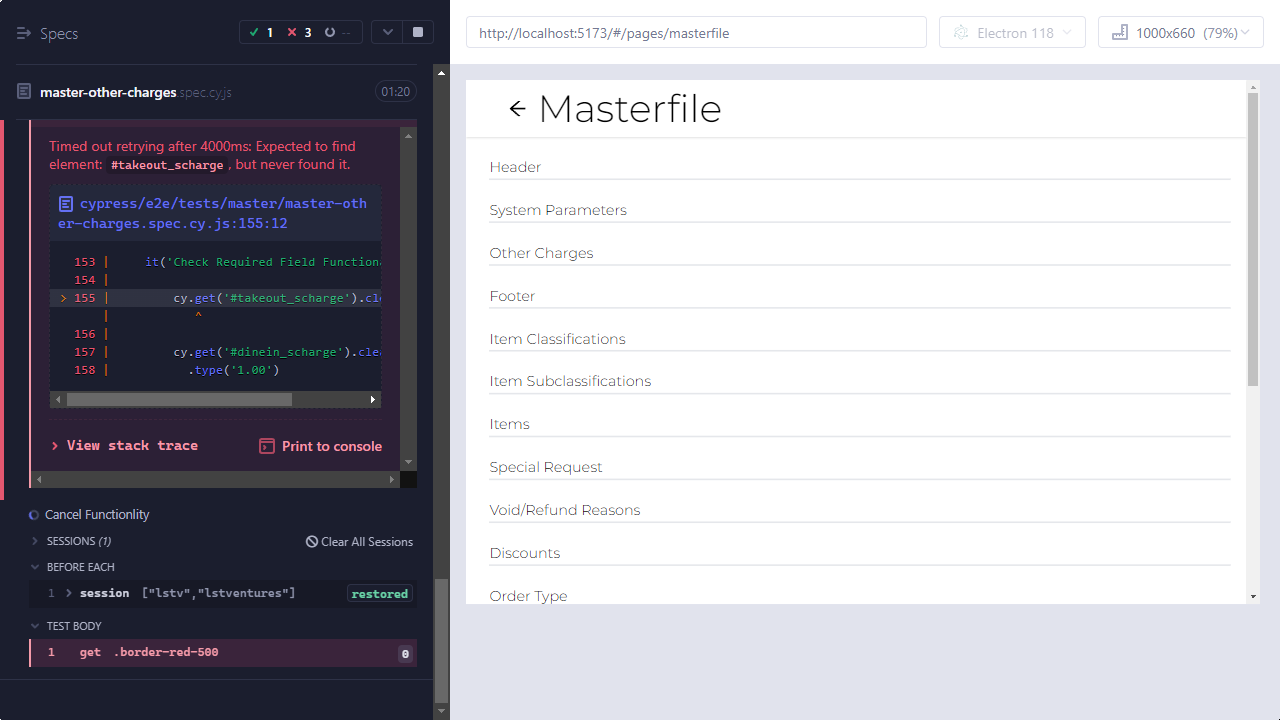 Specs
1
3
--
master-other-charges.spec.cy.js
01:20
Timed out retrying after 4000ms: Expected to find
element: #takeout_scharge, but never found it.
cypress/e2e/tests/master/master-oth
er-charges.spec.cy.js:155:12
153 | it('Check Required Field Functiona
154 |
> 155 | cy.get('#takeout_scharge').cle
| ^
156 |
157 | cy.get('#dinein_scharge').clea
158 | .type('1.00')
View stack trace
Print to console
Cancel Functionlity
SESSIONS (1)
Clear All Sessions
BEFORE EACH
1 session ["lstv","lstventures"] restored
TEST BODY
1 get .border-red-500 0
http://localhost:5173/#/pages/masterfile
Electron 118
1000x660 (79%)
Masterfile
Header
System Parameters
Other Charges
Footer
Item Classifications
Item Subclassifications
Items
Special Request
Void/Refund Reasons
Discounts
Order Type